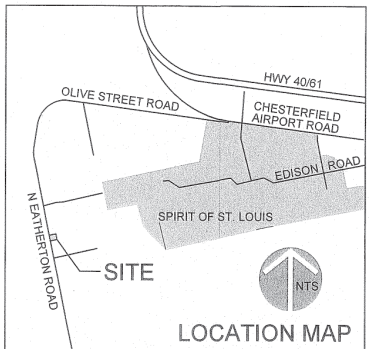 HWY 40/61
OLIVE STREET ROAD
CHESTERFIELD
AIRPORT ROAD
EDISON ROAD
SPIRIT OF ST. LOUIS
N EATHERTON ROAD
SITE
NTS
LOCATION MAP